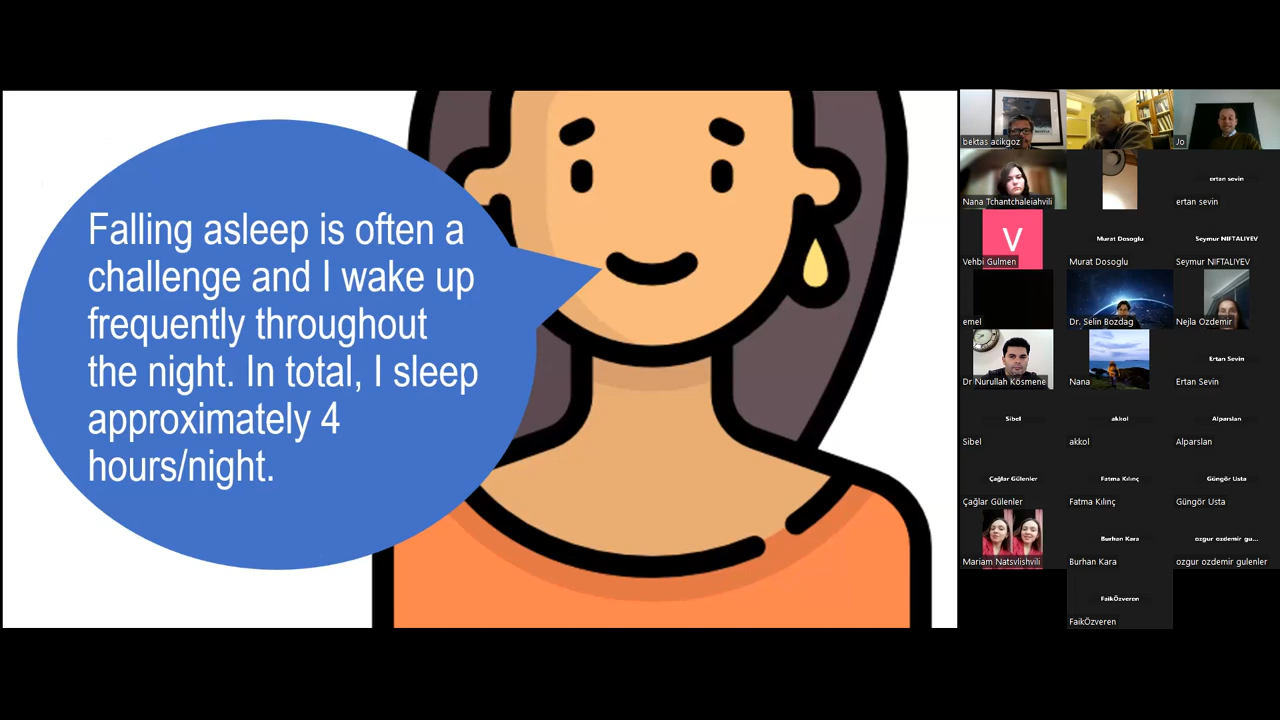 Falling asleep is often a
challenge and I wake up
frequently throughout
the night. In total, I sleep
approximately 4
hours/night.
bektas acikgoz
Jo
Nana Tchantchaleiahvili
ertan sevin
ertan sevin
V
Vehbi Gulmen
Murat Dosoglu
Murat Dosoglu
Seymur NIFTALIYEV
Seymur NIFTALIYEV
emel
Dr. Selin Bozdag
Nejla Ozdemir
Dr Nurullah Kösmene
Nana
Ertan Sevin
Ertan Sevin
Sibel
Sibel
akkol
akkol
Alparslan
Alparslan
Çağlar Gülenler
Çağlar Gülenler
Fatma Kılınç
Fatma Kılınç
Güngör Usta
Güngör Usta
Mariam Natsvlishvili
Burhan Kara
Burhan Kara
ozgur ozdemir gu...
ozgur ozdemir gulenler
FaikÖzveren
FaikÖzveren